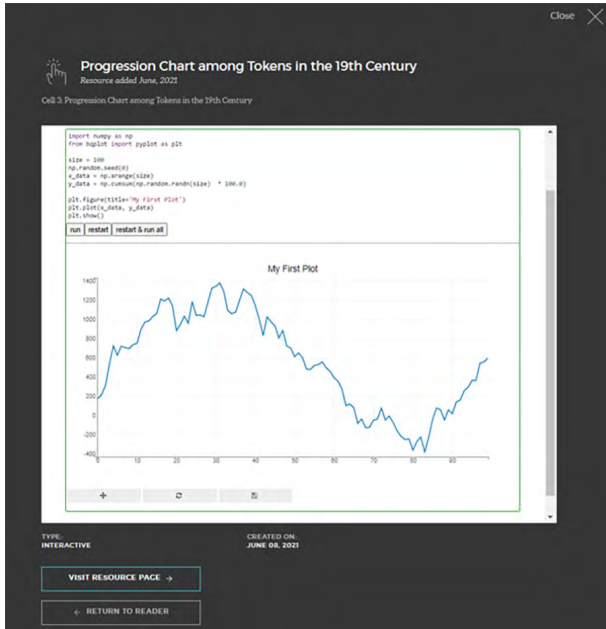 Close
Progression Chart among Tokens in the 19th Century
Resource added June, 2021
Cell 3: Progression Chart among Tokens in the 19th Century
import numpy as np
from bqplot import pyplot as plt
size = 100
np.random.seed(0)
x_data = np.arange(size)
y_data = np.cumsum(np.random.randn(size) * 100.0)
plt.figure(title='My First Plot')
plt.plot(x_data, y_data)
plt.show()
run restart restart & run all
My First Plot
1400
1200
1000
800
600
400
200
0
-200
-400
0 10 20 30 40 50 60 70 80 90
TYPE: CREATED ON:
INTERACTIVE JUNE 08, 2021
VISIT RESOURCE PAGE →
← RETURN TO READER